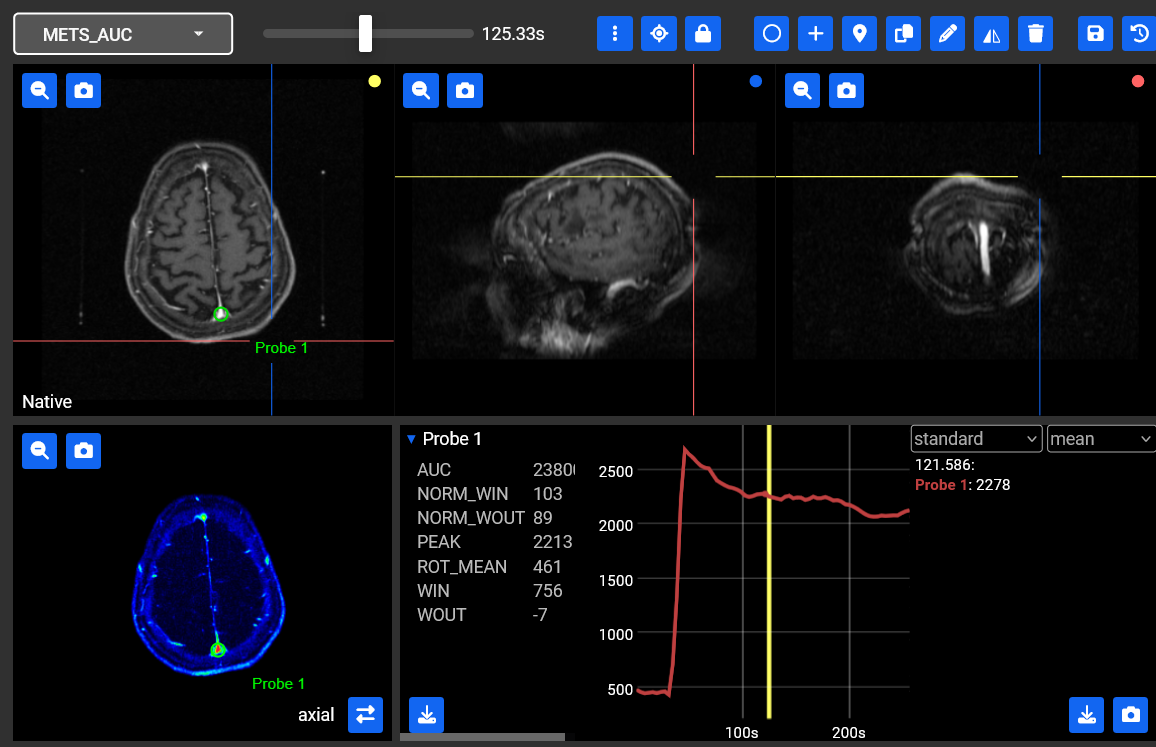 METS_AUC
125.33s
Probe 1
Native
Probe 1
axial
Probe 1
AUC 2380
NORM_WIN 103
NORM_WOUT 89
PEAK 2213
ROT_MEAN 461
WIN 756
WOUT -7
2500
2000
1500
1000
500
100s 200s
standard mean
121.586:
Probe 1: 2278